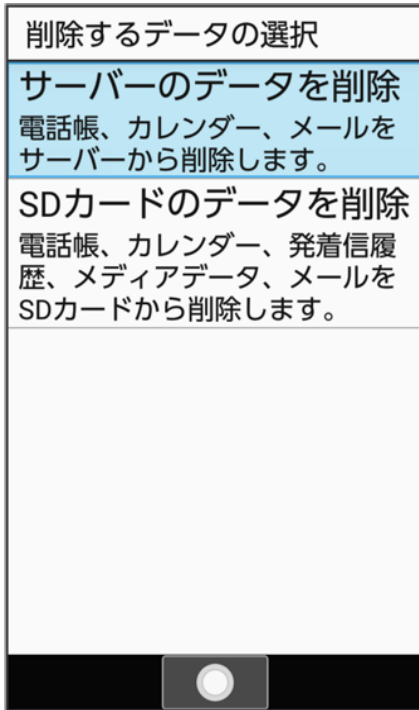 削除するデータの選択
サーバーのデータを削除
電話帳、カレンダー、メールを
サーバーから削除します。
SDカードのデータを削除
電話帳、カレンダー、発着信履
歴、メディアデータ、メールを
SDカードから削除します。